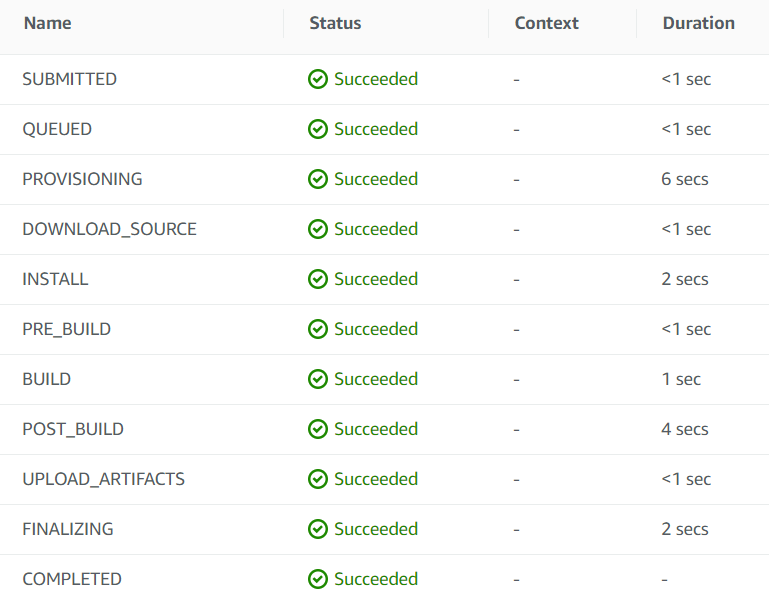 Name Status Context Duration
SUBMITTED Succeeded - <1 sec
QUEUED Succeeded - <1 sec
PROVISIONING Succeeded - 6 secs
DOWNLOAD_SOURCE Succeeded - <1 sec
INSTALL Succeeded - 2 secs
PRE_BUILD Succeeded - <1 sec
BUILD Succeeded - 1 sec
POST_BUILD Succeeded - 4 secs
UPLOAD_ARTIFACTS Succeeded - <1 sec
FINALIZING Succeeded - 2 secs
COMPLETED Succeeded - -